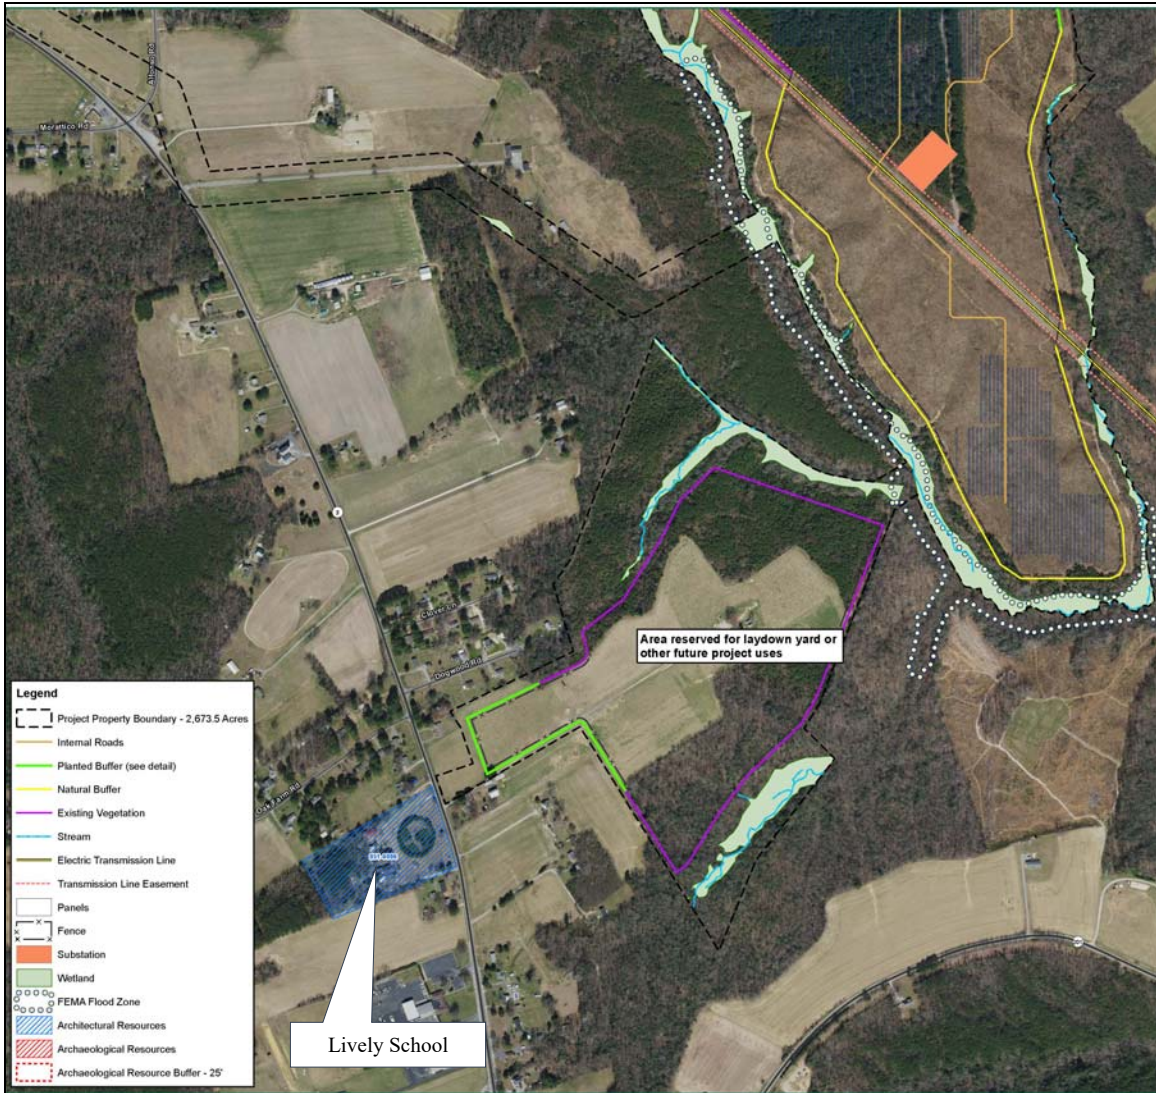 Morattico Rd
Clover Ln
Dogwood Rd
Area reserved for laydown yard or
other future project uses
Oak Farm Rd
Lively School
Legend
Project Property Boundary - 2,673.5 Acres
Internal Roads
Planted Buffer (see detail)
Natural Buffer
Existing Vegetation
Stream
Electric Transmission Line
Transmission Line Easement
Panels
Fence
Substation
Wetland
FEMA Flood Zone
Architectural Resources
Archaeological Resources
Archaeological Resource Buffer - 25'